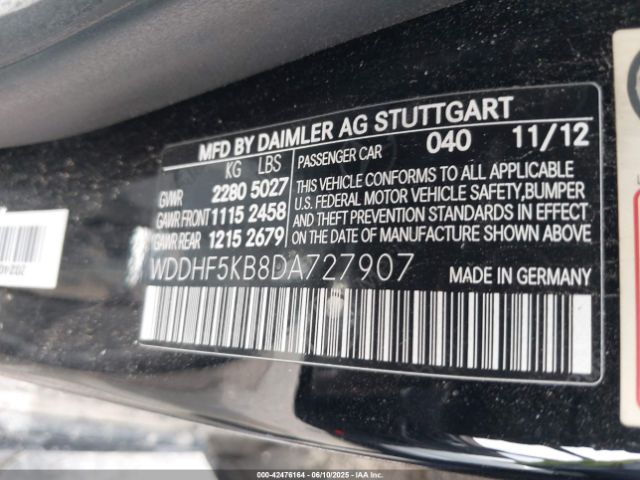 MFD BY DAIMLER AG STUTTGART
KG LBS
PASSENGER CAR 040 11/12
GVWR 2280 5027
GAWR FRONT 1115 2458
GAWR REAR 1215 2679
THIS VEHICLE CONFORMS TO ALL APPLICABLE
U.S. FEDERAL MOTOR VEHICLE SAFETY,BUMPER
AND THEFT PREVENTION STANDARDS IN EFFECT
ON THE DATE OF MANUFACTURE SHOWN ABOVE
WDDHF5KB8DA727907
MADE IN GERMANY
000-42476164 - 06/10/2025 - IAAI.COM